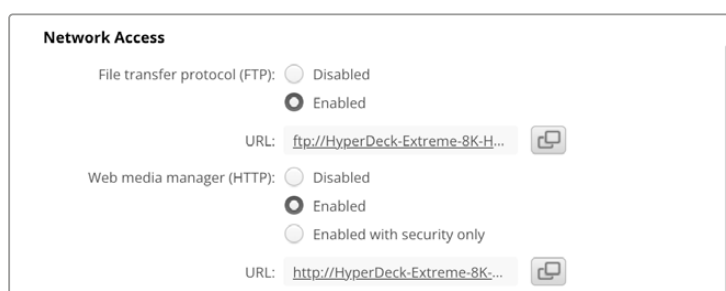 Network Access
File transfer protocol (FTP): Disabled
Enabled
URL: ftp://HyperDeck-Extreme-8K-H...
Web media manager (HTTP): Disabled
Enabled
Enabled with security only
URL: http://HyperDeck-Extreme-8K-...